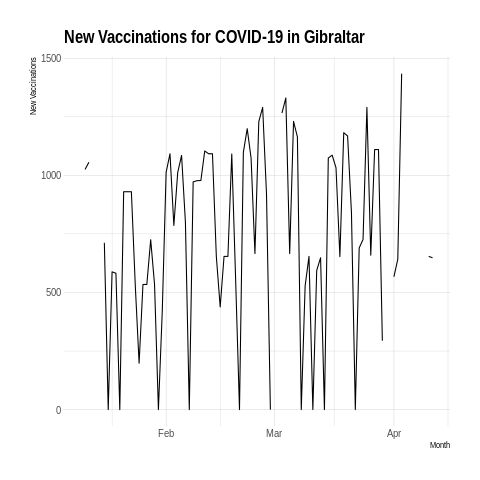 New Vaccinations for COVID-19 in Gibraltar
New Vaccinations
1500
1000
500
0
Feb
Mar
Apr
Month